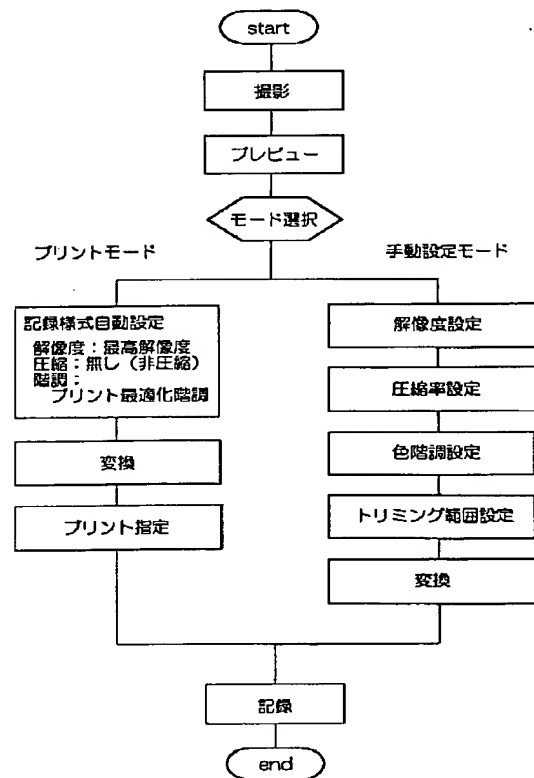 start
撮影
プレビュー
モード選択
プリントモード
手動設定モード
記録様式自動設定
解像度：最高解像度
圧縮：無し（非圧縮）
階調：
プリント最適化階調
変換
プリント指定
解像度設定
圧縮率設定
色階調設定
トリミング範囲設定
変換
記録
end